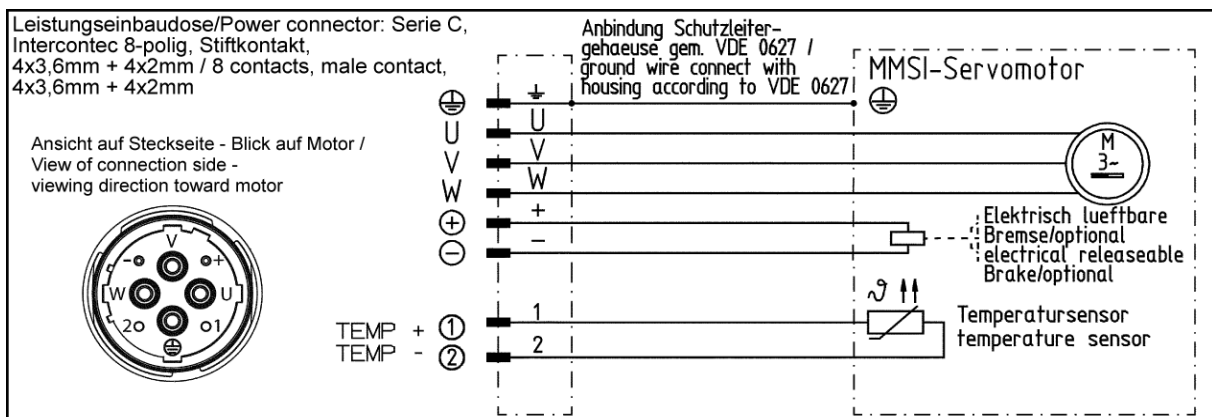 Leistungseinbaudose/Power connector: Serie C,
Intercontec 8-polig, Stiftkontakt,
4x3,6mm + 4x2mm / 8 contacts, male contact,
4x3,6mm + 4x2mm
Ansicht auf Steckseite - Blick auf Motor /
View of connection side -
viewing direction toward motor
V
- +
W U
2 1
Anbindung Schutzleiter-
gehaeuse gem. VDE 0627 /
ground wire connect with
housing according to VDE 0627
MMSI-Servomotor
U U
V V
W W
+ +
- -
M
3~
Elektrisch lueftbare
Bremse/optional
electrical releaseable
Brake/optional
ϑ
TEMP + 1 1
TEMP - 2 2
Temperatursensor
temperature sensor